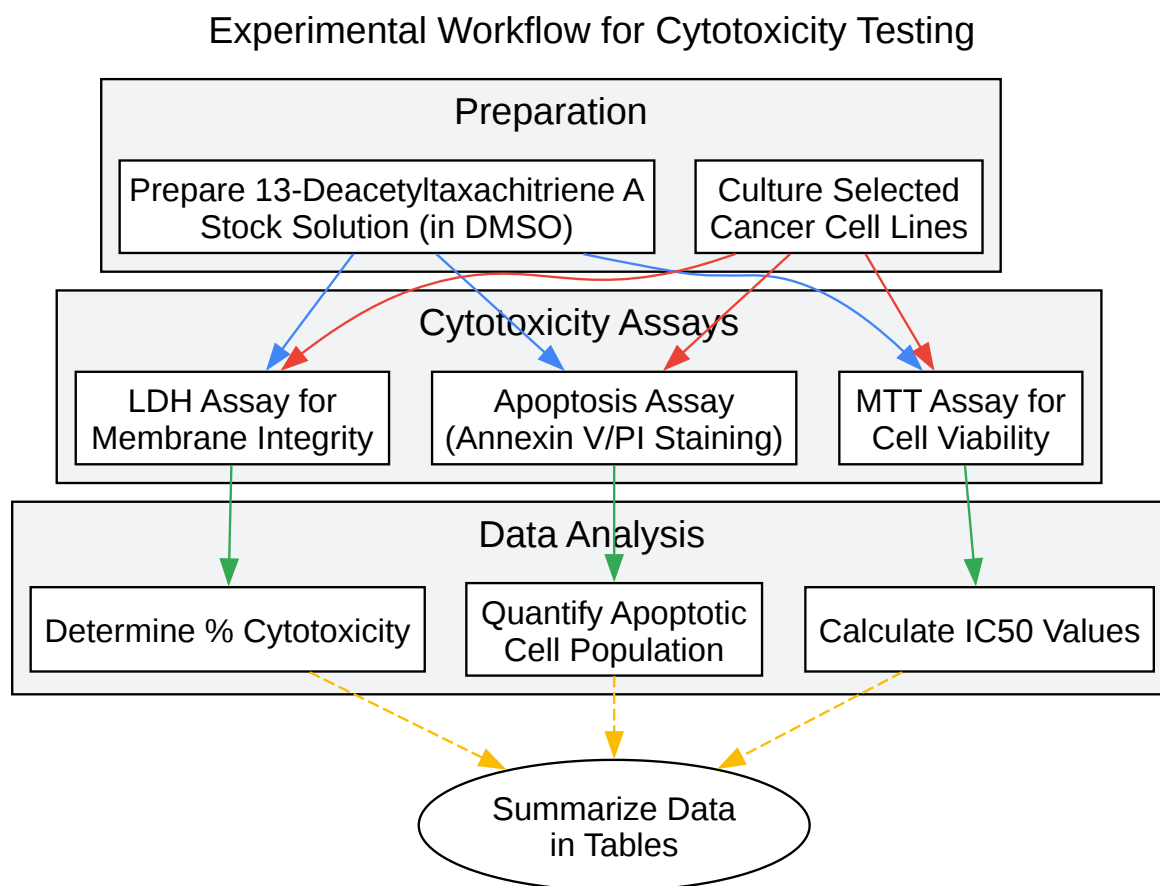 Experimental Workflow for Cytotoxicity Testing
Preparation
Prepare 13-Deacetyltaxachitriene A
Stock Solution (in DMSO)
Culture Selected
Cancer Cell Lines
Cytotoxicity Assays
LDH Assay for
Membrane Integrity
Apoptosis Assay
(Annexin V/PI Staining)
MTT Assay for
Cell Viability
Data Analysis
Determine % Cytotoxicity
Quantify Apoptotic
Cell Population
Calculate IC50 Values
Summarize Data
in Tables